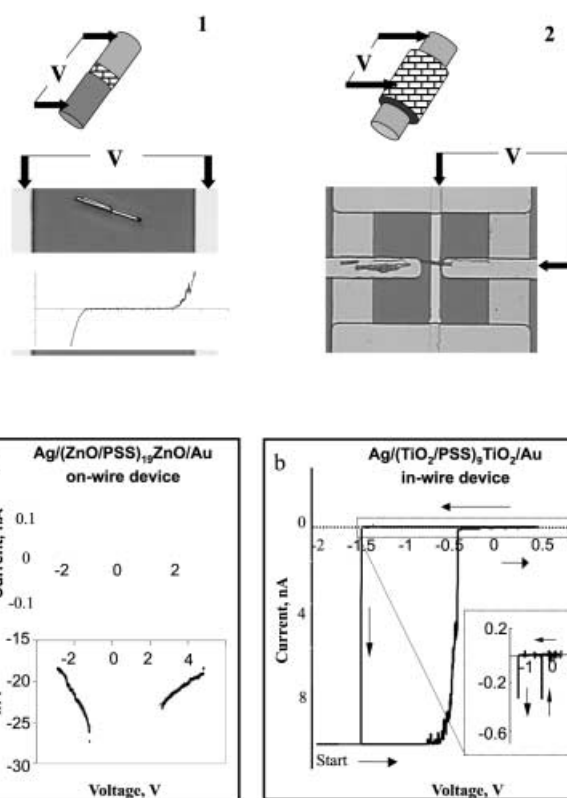 1
V
V
2
V
V
Ag/(ZnO/PSS)19ZnO/Au
on-wire device
0.1
0
-0.1
-2 0 2
-15
-20
-25
-30
-2 0 2 4
Voltage, V
b
Ag/(TiO2/PSS)9TiO2/Au
in-wire device
Current, nA
0
4
8
-2 -1.5 -1 -0.5 0 0.5
Start
0.2
-0.2
-0.6
-1 0
Voltage, V